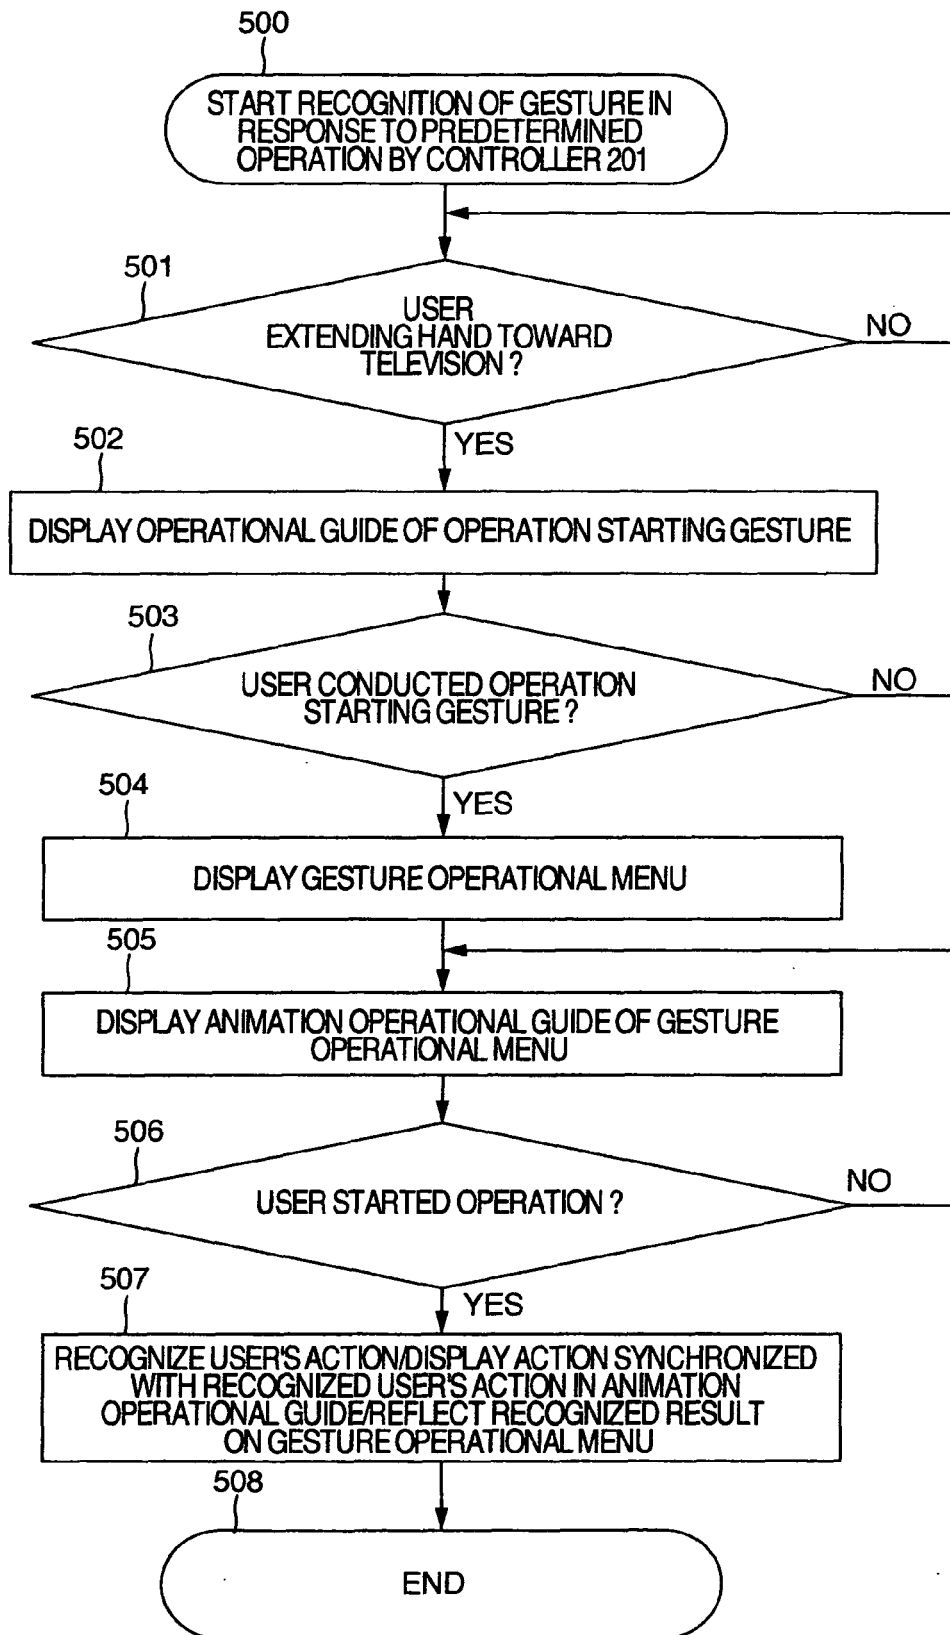 500
START RECOGNITION OF GESTURE IN
RESPONSE TO PREDETERMINED
OPERATION BY CONTROLLER 201
501
USER
EXTENDING HAND TOWARD
TELEVISION ?
NO
YES
502
DISPLAY OPERATIONAL GUIDE OF OPERATION STARTING GESTURE
503
USER CONDUCTED OPERATION
STARTING GESTURE ?
NO
YES
504
DISPLAY GESTURE OPERATIONAL MENU
505
DISPLAY ANIMATION OPERATIONAL GUIDE OF GESTURE
OPERATIONAL MENU
506
USER STARTED OPERATION ?
NO
YES
507
RECOGNIZE USER'S ACTION/DISPLAY ACTION SYNCHRONIZED
WITH RECOGNIZED USER'S ACTION IN ANIMATION
OPERATIONAL GUIDE/REFLECT RECOGNIZED RESULT
ON GESTURE OPERATIONAL MENU
508
END